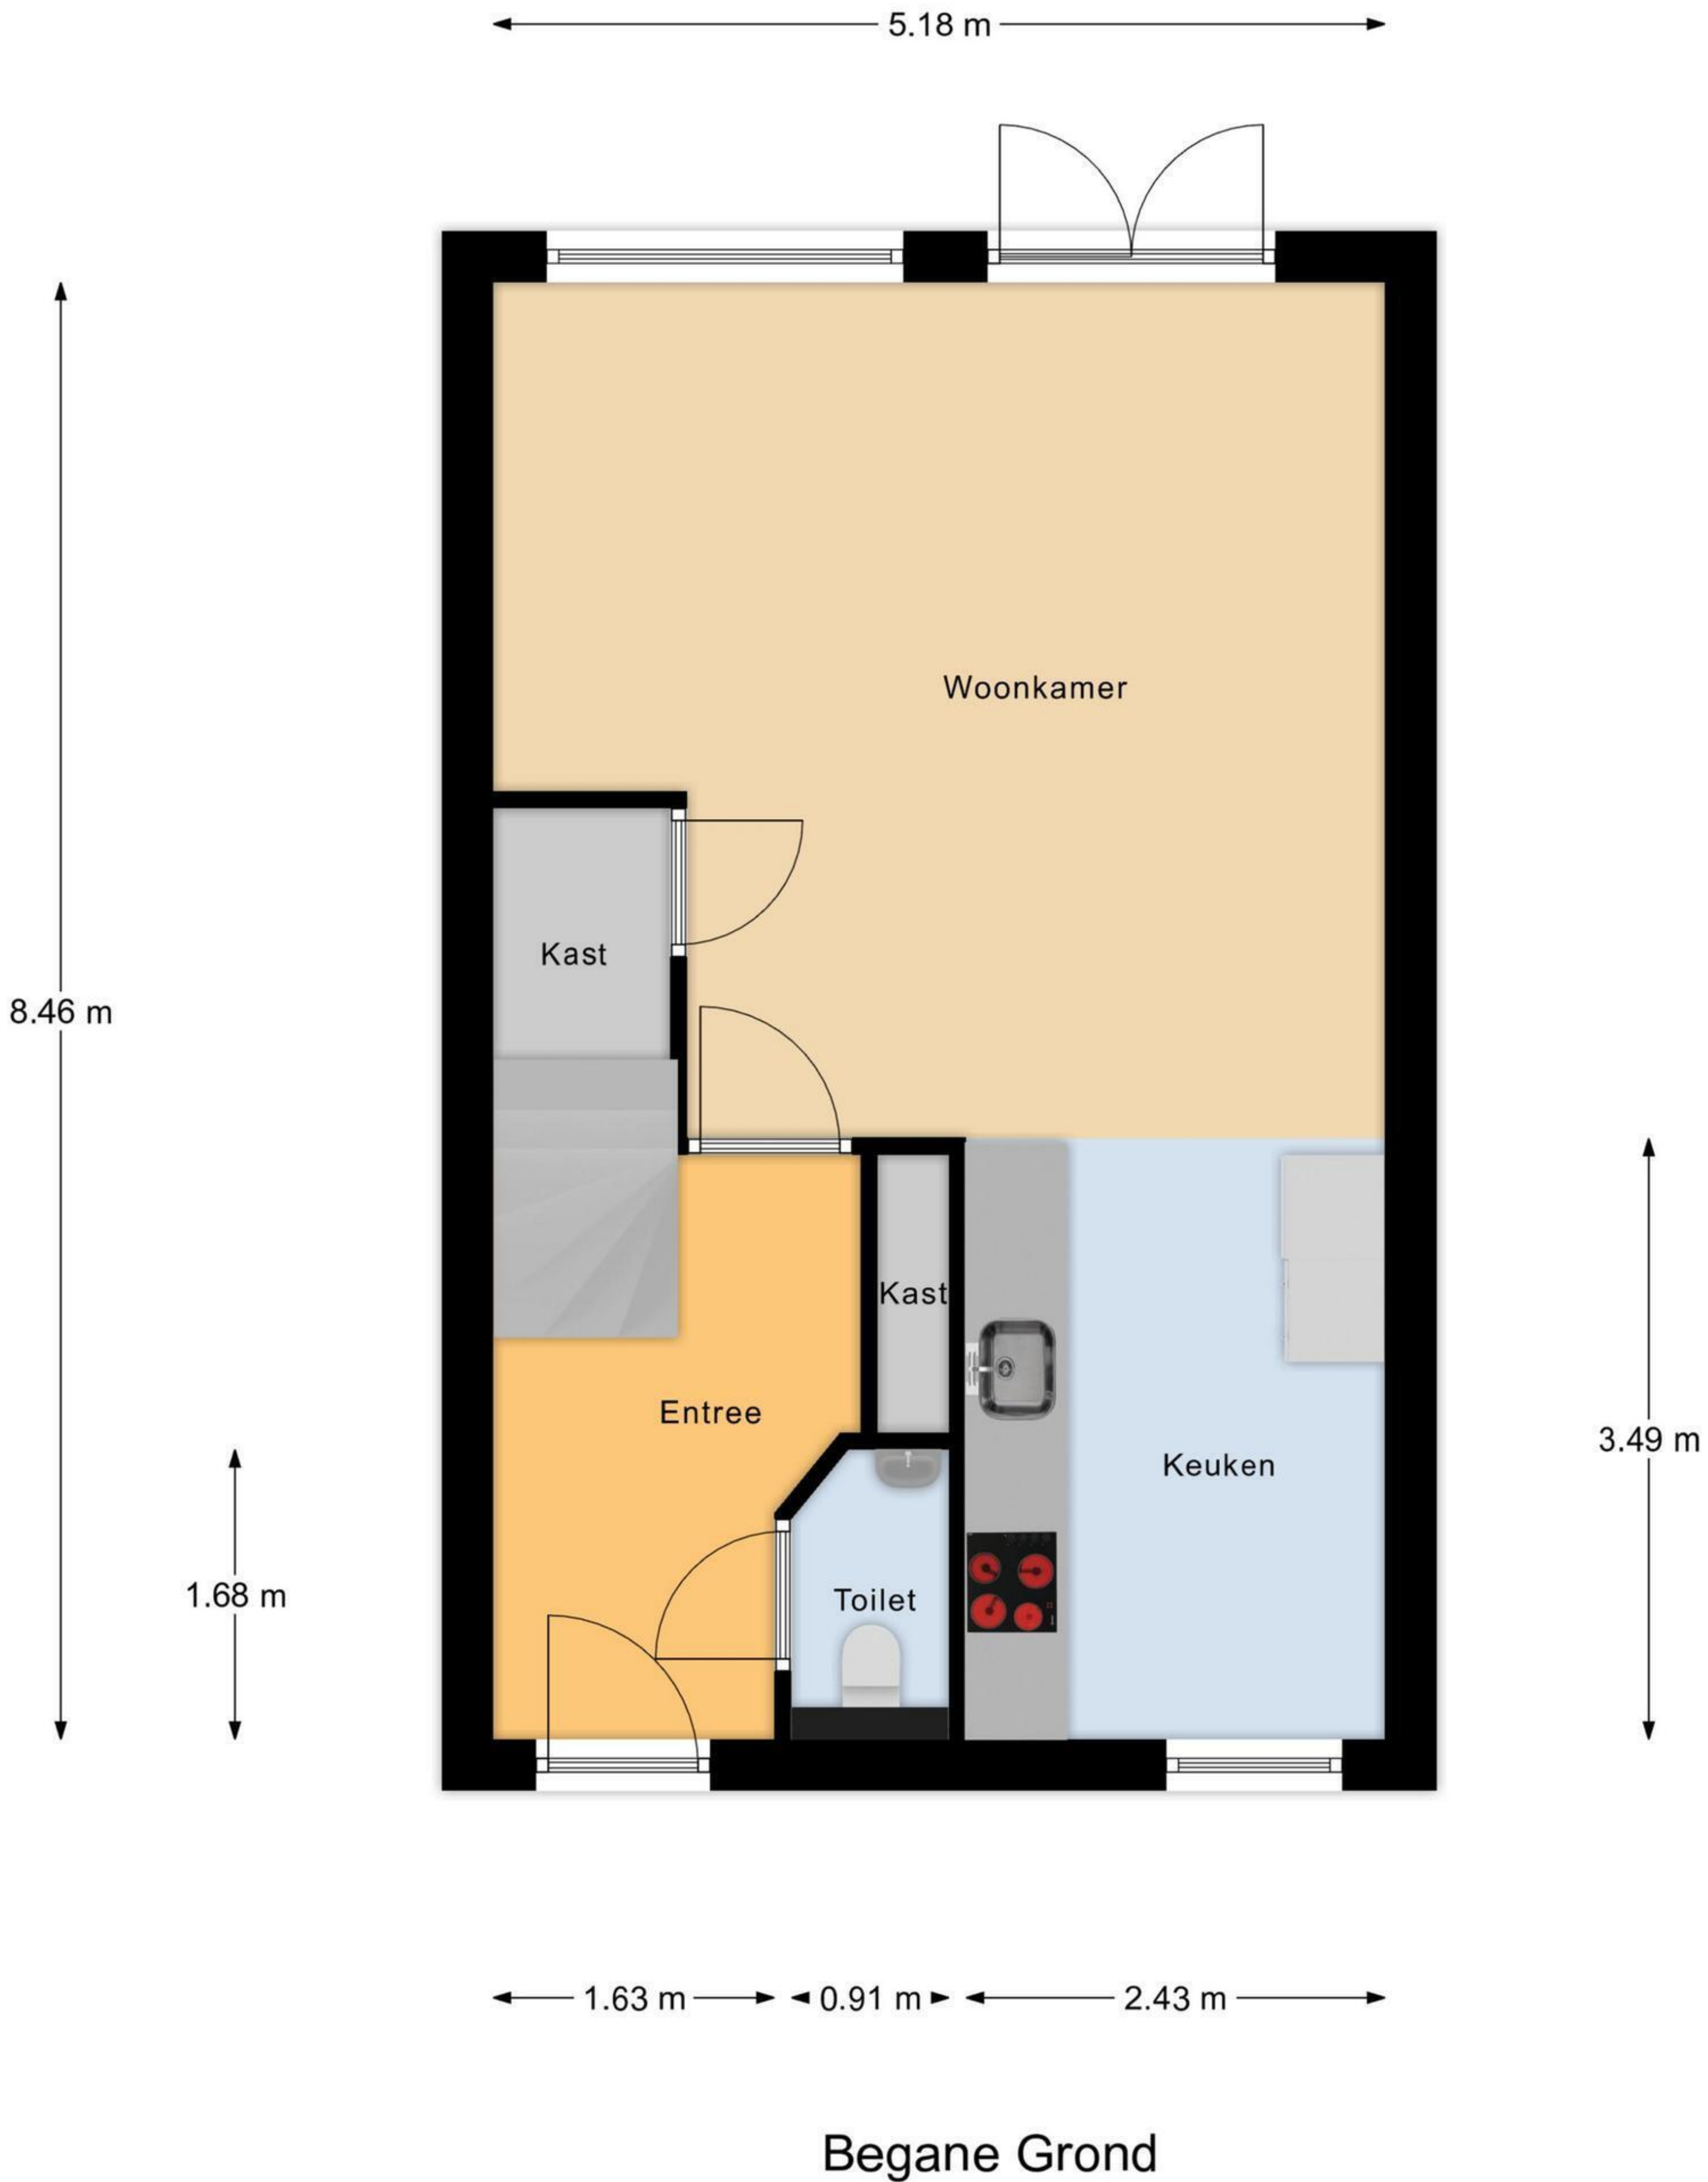 5.18 m
Woonkamer
Kast
8.46 m
Kast
Entree
3.49 m
Keuken
1.68 m
Toilet
1.63 m
0.91 m
2.43 m
Begane Grond